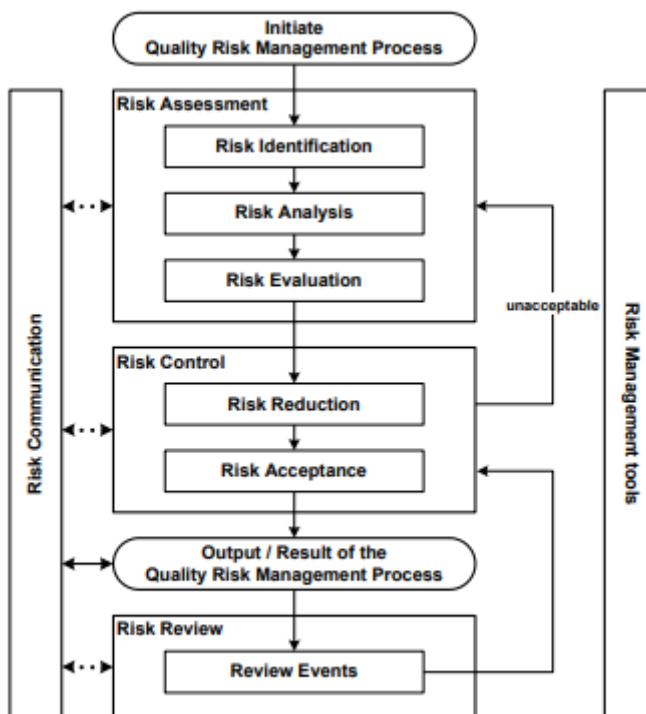 Initiate
Quality Risk Management Process
Risk Assessment
Risk Identification
Risk Analysis
Risk Evaluation
unacceptable
Risk Control
Risk Reduction
Risk Acceptance
Output / Result of the
Quality Risk Management Process
Risk Review
Review Events
Risk Communication
Risk Management tools